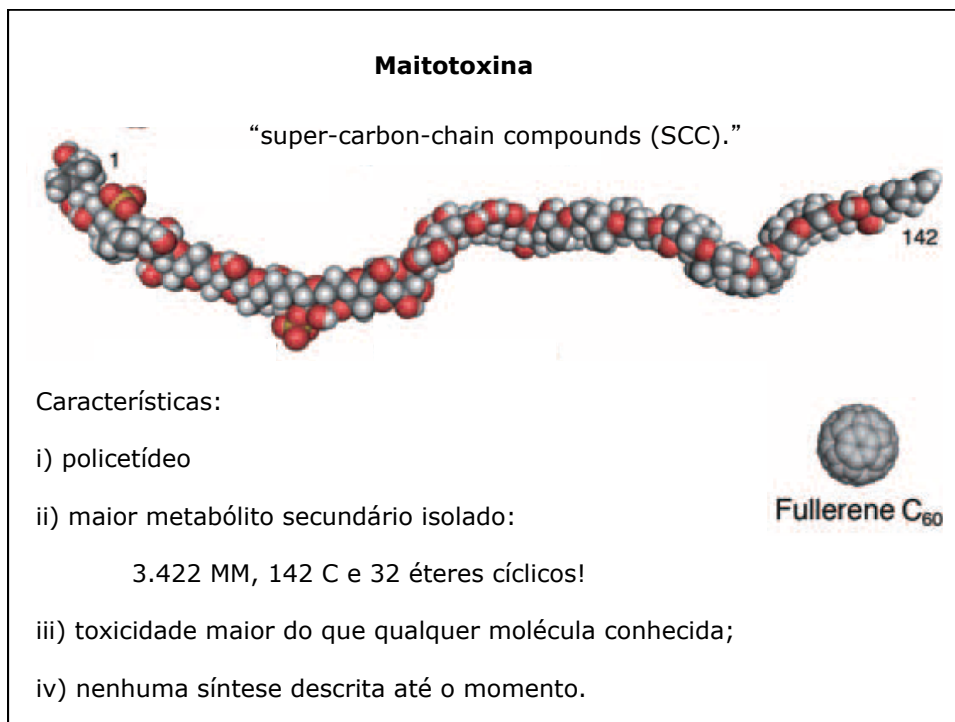 Maitotoxina
“super-carbon-chain compounds (SCC).”
1
142
Características:
i) policetídeo
ii) maior metabólito secundário isolado:
3.422 MM, 142 C e 32 éteres cíclicos!
iii) toxicidade maior do que qualquer molécula conhecida;
iv) nenhuma síntese descrita até o momento.
Fullerene C₆₀